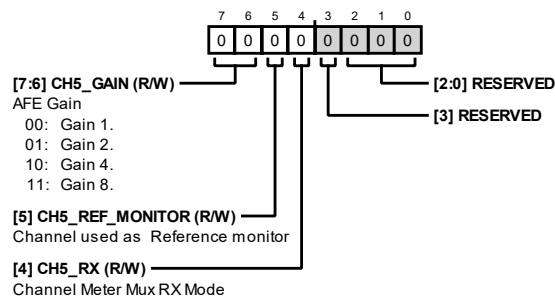 7 6 5 4 3 2 1 0
0 0 0 0 0 0 0 0
[7:6] CH5_GAIN (R/W)
[2:0] RESERVED
AFE Gain
[3] RESERVED
00: Gain 1.
01: Gain 2.
10: Gain 4.
11: Gain 8.
[5] CH5_REF_MONITOR (R/W)
Channel used as Reference monitor
[4] CH5_RX (R/W)
Channel Meter Mux RX Mode